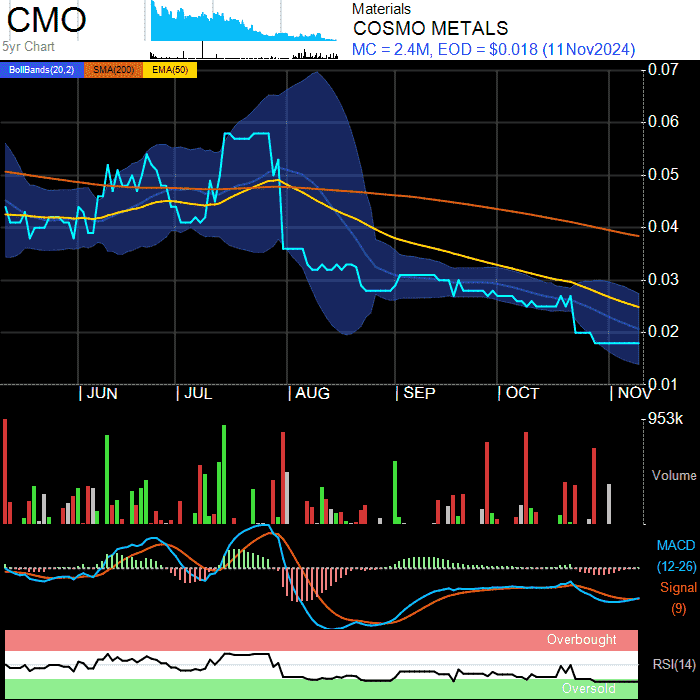 CMO
5yr Chart
Materials
COSMO METALS
MC = 2.4M, EOD = $0.018 (11Nov2024)
BollBands(20,2) SMA(200) EMA(50)
0.07
0.06
0.05
0.04
0.03
0.02
0.01
JUN JUL AUG SEP OCT NOV
953k
Volume
MACD
(12-26)
Signal
(9)
Overbought
RSI(14)
Oversold